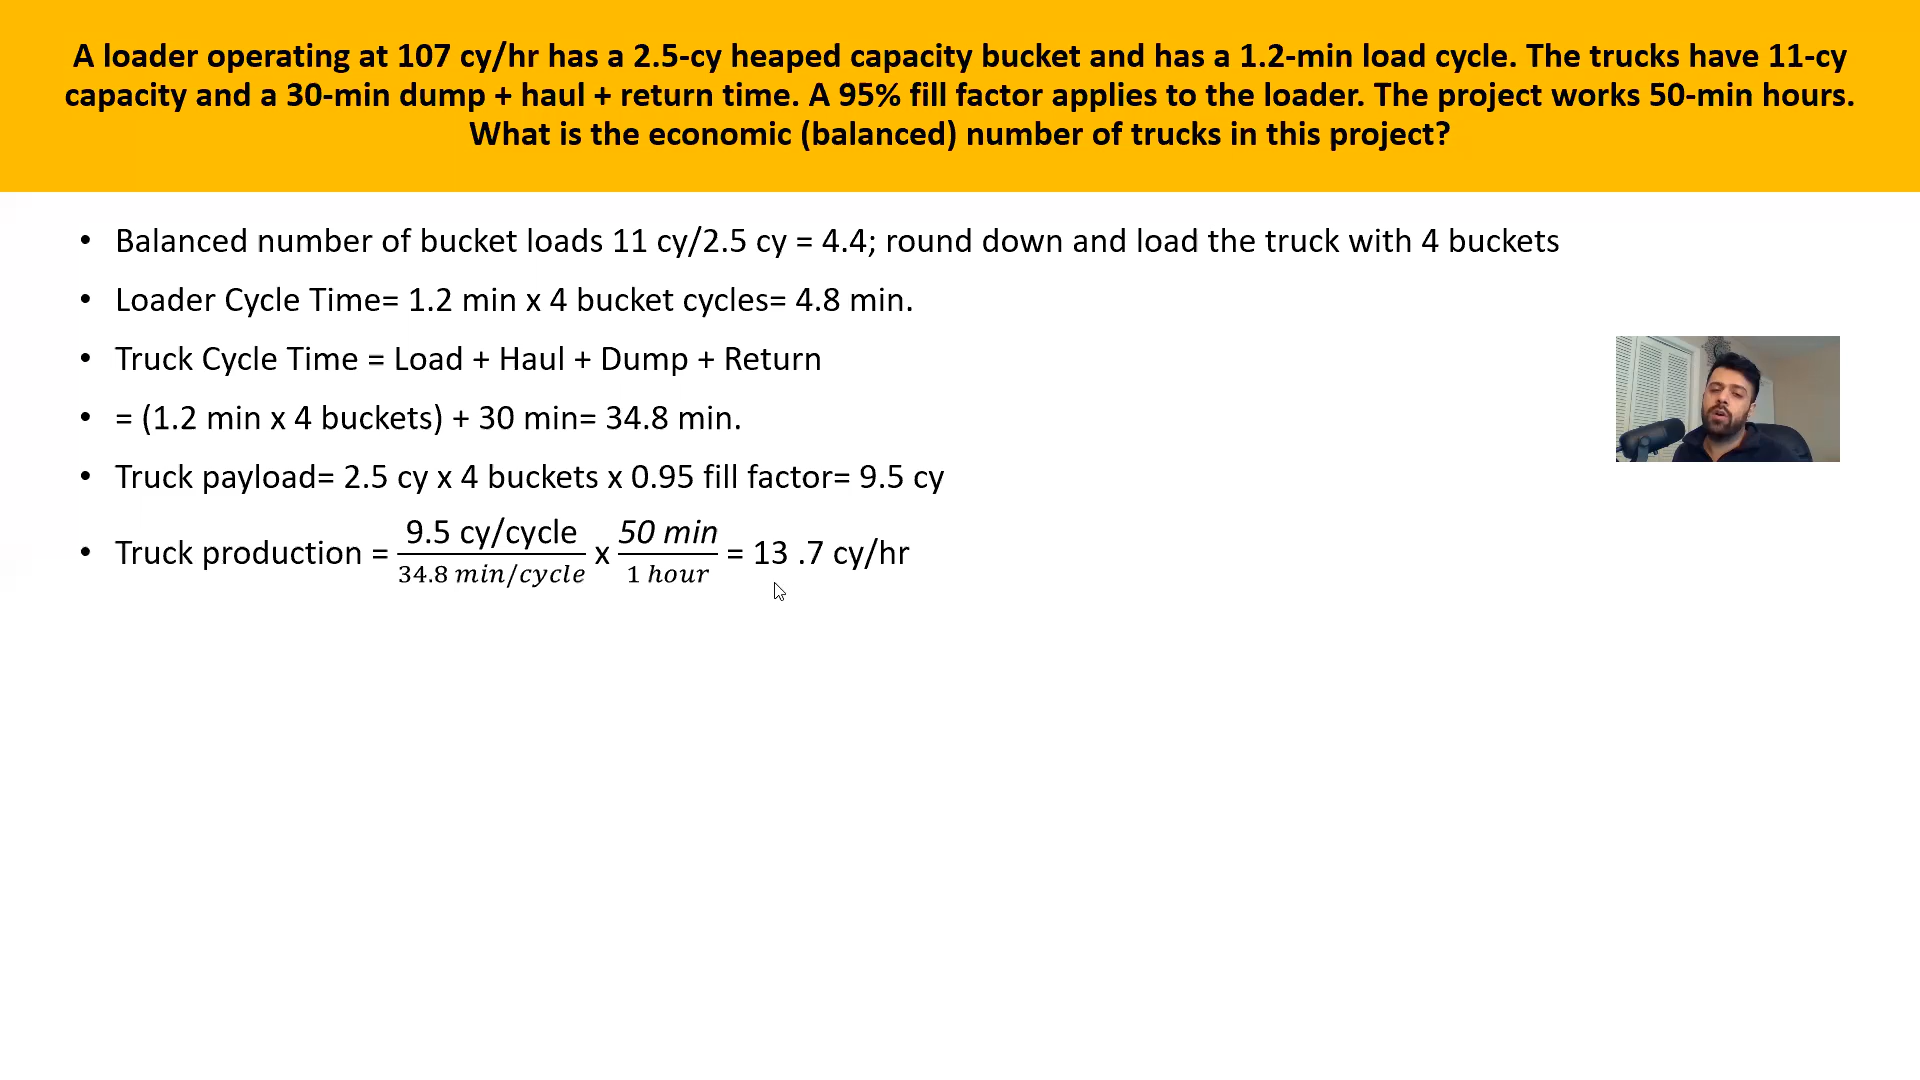 A loader operating at 107 cy/hr has a 2.5-cy heaped capacity bucket and has a 1.2-min load cycle. The trucks have 11-cy
capacity and a 30-min dump + haul + return time. A 95% fill factor applies to the loader. The project works 50-min hours.
What is the economic (balanced) number of trucks in this project?
• Balanced number of bucket loads 11 cy/2.5 cy = 4.4; round down and load the truck with 4 buckets
• Loader Cycle Time= 1.2 min x 4 bucket cycles= 4.8 min.
• Truck Cycle Time = Load + Haul + Dump + Return
• = (1.2 min x 4 buckets) + 30 min= 34.8 min.
• Truck payload= 2.5 cy x 4 buckets x 0.95 fill factor= 9.5 cy
• Truck production = 9.5 cy/cycle / 34.8 min/cycle x 50 min / 1 hour = 13 .7 cy/hr